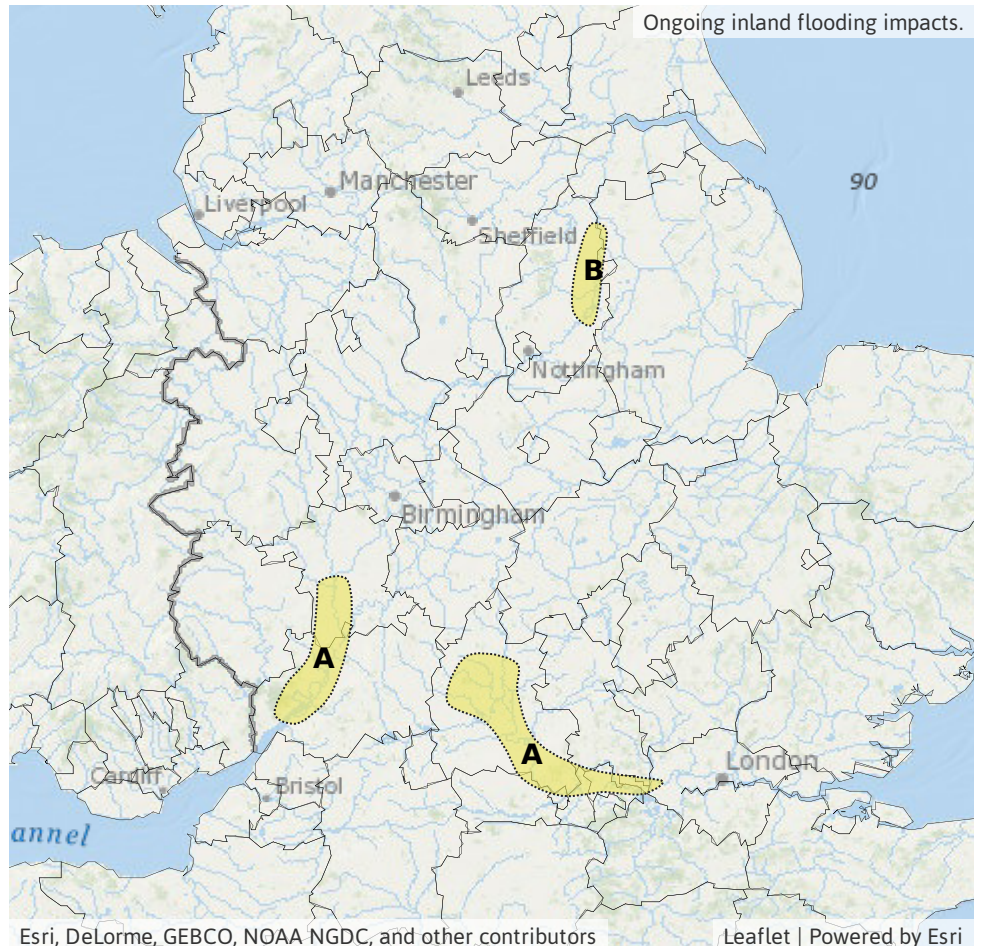 Ongoing inland flooding impacts.
Leeds
Manchester
Liverpool
Sheffield
90
B
Nottingham
Birmingham
A
A
London
Cardiff
Bristol
annel
Esri, DeLorme, GEBCO, NOAA NGDC, and other contributors
Leaflet | Powered by Esri